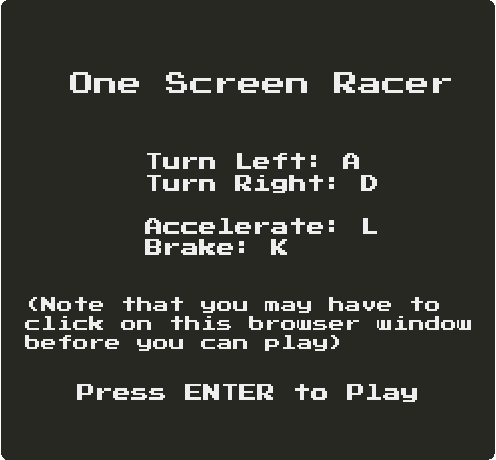 One Screen Racer
Turn Left: A
Turn Right: D
Accelerate: L
Brake: K
(Note that you may have to
click on this browser window
before you can play)
Press ENTER to Play